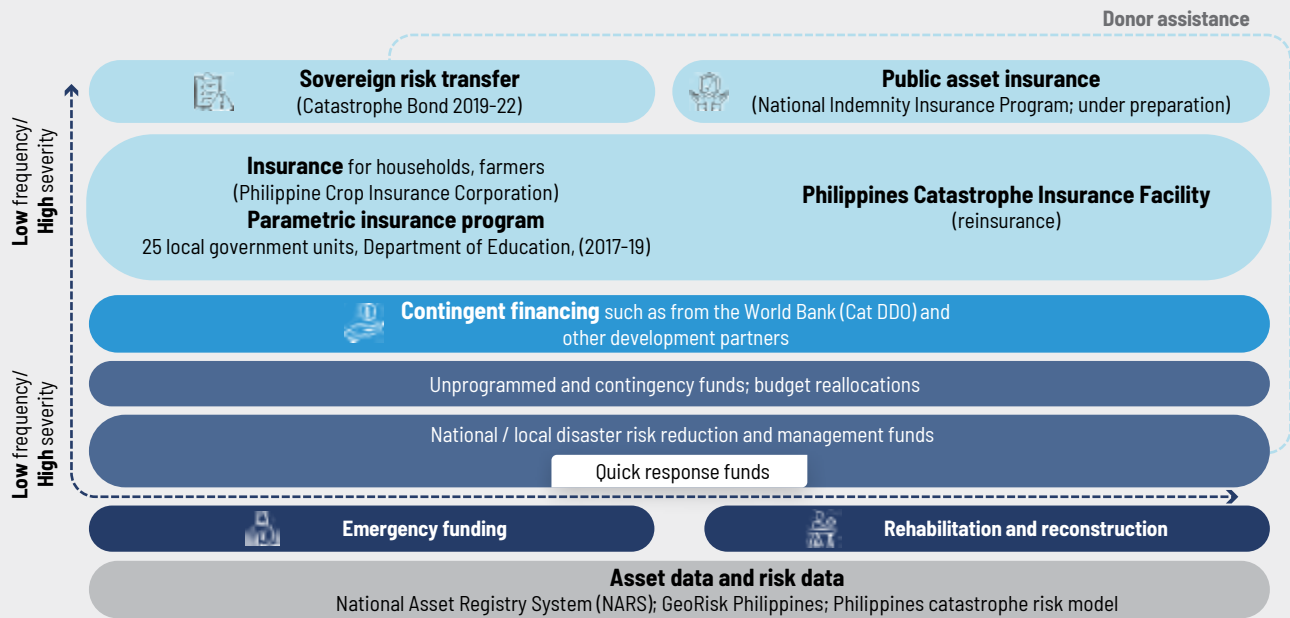 Donor assistance
Sovereign risk transfer
(Catastrophe Bond 2019-22)
Public asset insurance
(National Indemnity Insurance Program; under preparation)
Low frequency/
High severity
Insurance for households, farmers
(Philippine Crop Insurance Corporation)
Parametric insurance program
25 local government units, Department of Education, (2017-19)
Philippines Catastrophe Insurance Facility
(reinsurance)
Contingent financing such as from the World Bank (Cat DDO) and
other development partners
Unprogrammed and contingency funds; budget reallocations
Low frequency/
High severity
National / local disaster risk reduction and management funds
Quick response funds
Emergency funding
Rehabilitation and reconstruction
Asset data and risk data
National Asset Registry System (NARS); GeoRisk Philippines; Philippines catastrophe risk model